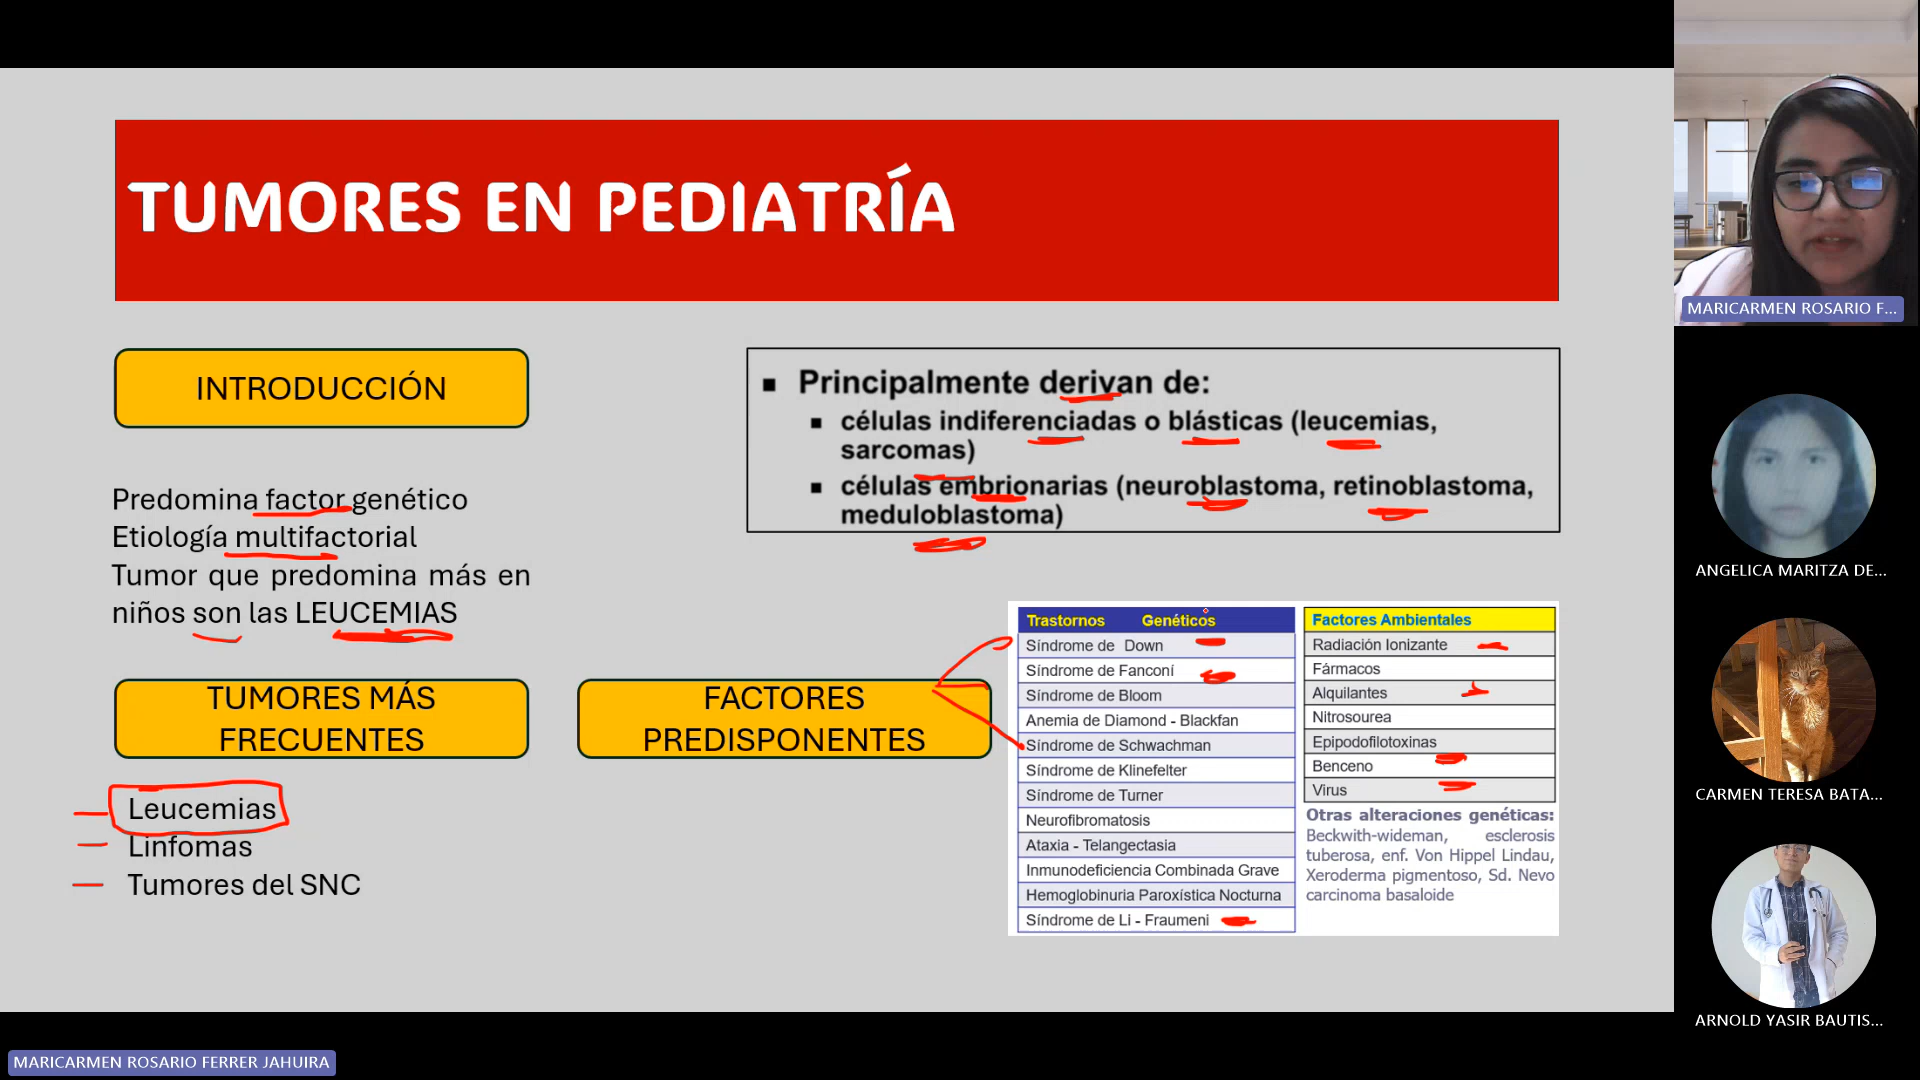 TUMORES EN PEDIATRÍA
INTRODUCCIÓN
Predomina factor genético
Etiología multifactorial
Tumor que predomina más en
niños son las LEUCEMIAS
▪ Principalmente derivan de:
▪ células indiferenciadas o blásticas (leucemias,
sarcomas)
▪ células embrionarias (neuroblastoma, retinoblastoma,
meduloblastoma)
TUMORES MÁS
FRECUENTES
Leucemias
Linfomas
Tumores del SNC
FACTORES
PREDISPONENTES
Trastornos Genéticos
Síndrome de Down
Síndrome de Fanconí
Síndrome de Bloom
Anemia de Diamond - Blackfan
Síndrome de Schwachman
Síndrome de Klinefelter
Síndrome de Turner
Neurofibromatosis
Ataxia - Telangectasia
Inmunodeficiencia Combinada Grave
Hemoglobinuria Paroxística Nocturna
Síndrome de Li - Fraumeni
Factores Ambientales
Radiación Ionizante
Fármacos
Alquilantes
Nitrosourea
Epipodofilotoxinas
Benceno
Virus
Otras alteraciones genéticas:
Beckwith-wideman, esclerosis
tuberosa, enf. Von Hippel Lindau,
Xeroderma pigmentoso, Sd. Nevo
carcinoma basaloide
MARICARMEN ROSARIO F...
ANGELICA MARITZA DE...
CARMEN TERESA BATA...
ARNOLD YASIR BAUTIS...
MARICARMEN ROSARIO FERRER JAHUIRA